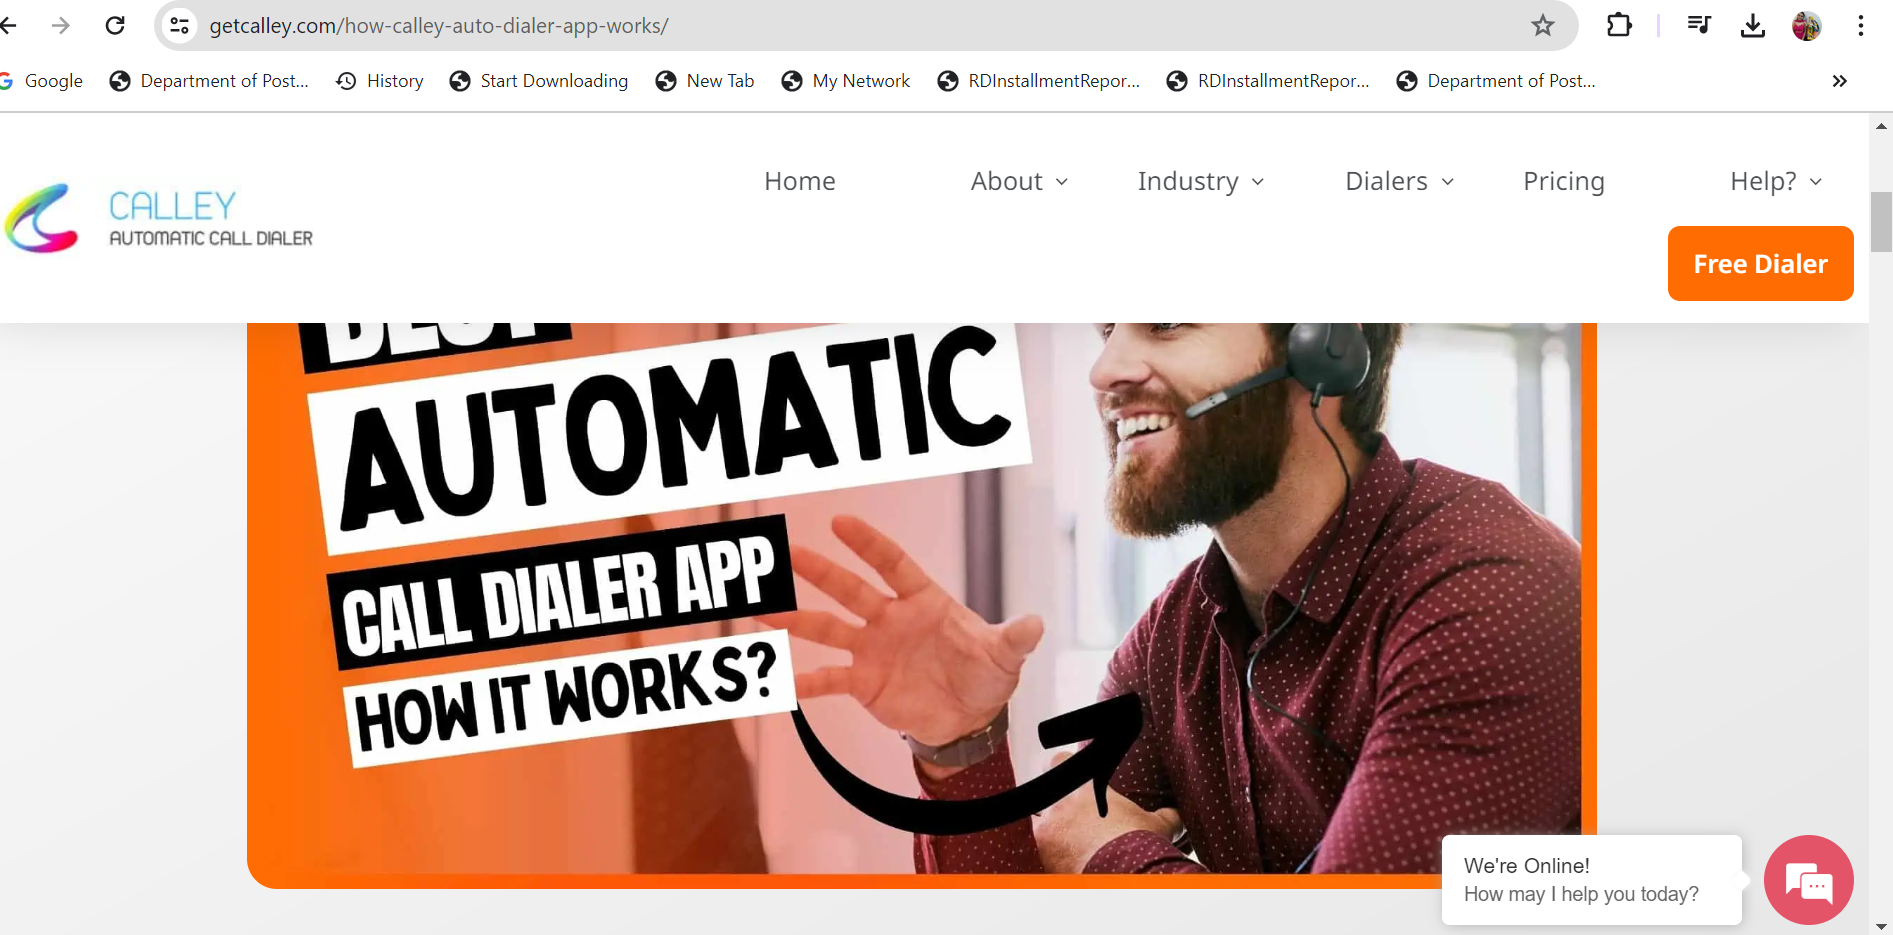 getcalley.com/how-calley-auto-dialer-app-works/
Google Department of Post... History Start Downloading New Tab My Network RDInstallmentRepor... RDInstallmentRepor... Department of Post... »
Home About Industry Dialers Pricing Help?
CALLEY
AUTOMATIC CALL DIALER
Free Dialer
BEST
AUTOMATIC
CALL DIALER APP
HOW IT WORKS?
We're Online!
How may I help you today?